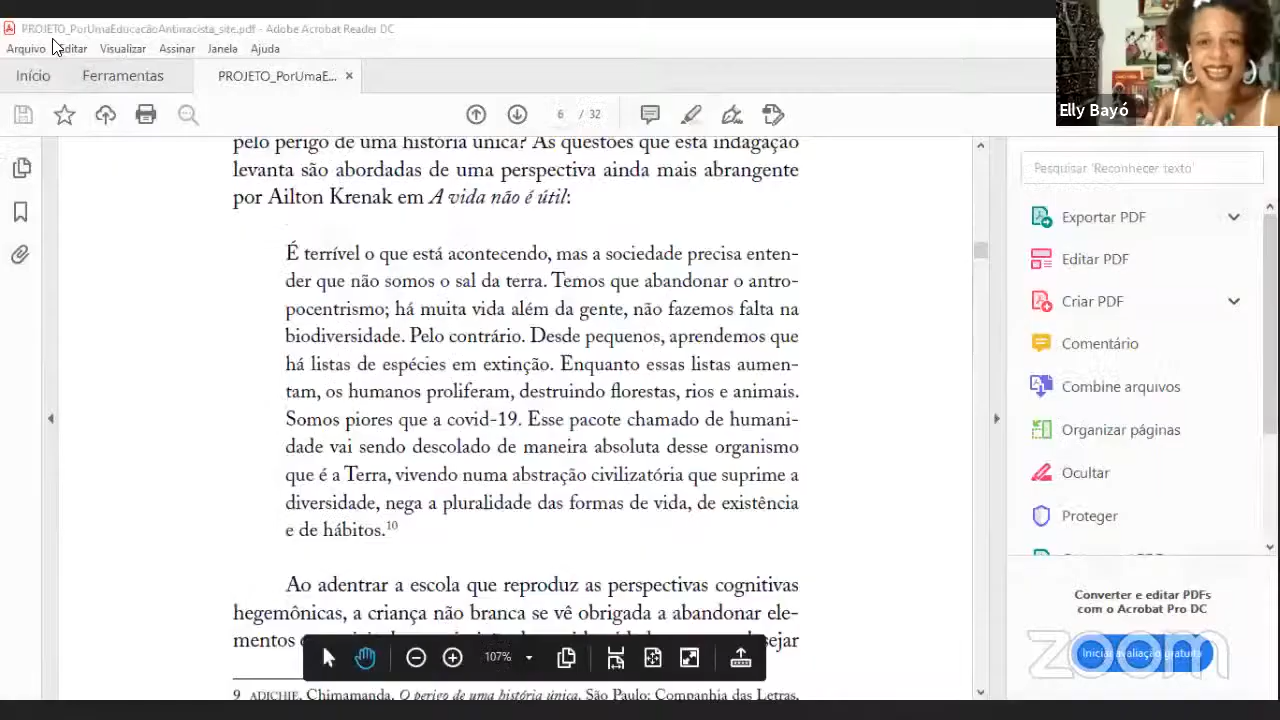 PROJETO_PorUmaEducacãoAntirracista_site.pdf - Adobe Acrobat Reader DC
Arquivo Editar Visualizar Assinar Janela Ajuda
Início Ferramentas PROJETO_PorUmaE... ×
6 / 32
Elly Bayó
pelo perigo de uma história única? As questões que esta indagação
levanta são abordadas de uma perspectiva ainda mais abrangente
por Ailton Krenak em A vida não é útil:
É terrível o que está acontecendo, mas a sociedade precisa enten-
der que não somos o sal da terra. Temos que abandonar o antro-
pocentrismo; há muita vida além da gente, não fazemos falta na
biodiversidade. Pelo contrário. Desde pequenos, aprendemos que
há listas de espécies em extinção. Enquanto essas listas aumen-
tam, os humanos proliferam, destruindo florestas, rios e animais.
Somos piores que a covid-19. Esse pacote chamado de humani-
dade vai sendo descolado de maneira absoluta desse organismo
que é a Terra, vivendo numa abstração civilizatória que suprime a
diversidade, nega a pluralidade das formas de vida, de existência
e de hábitos.10
Ao adentrar a escola que reproduz as perspectivas cognitivas
hegemônicas, a criança não branca se vê obrigada a abandonar ele-
mentos
sejar
107%
9 ADICHIE, Chimamanda. O perigo de uma história única. São Paulo: Companhia das Letras,
Pesquisar 'Reconhecer texto'
Exportar PDF
Editar PDF
Criar PDF
Comentário
Combine arquivos
Organizar páginas
Ocultar
Proteger
Converter e editar PDFs
com o Acrobat Pro DC
Iniciar avaliação gratuita
zoom